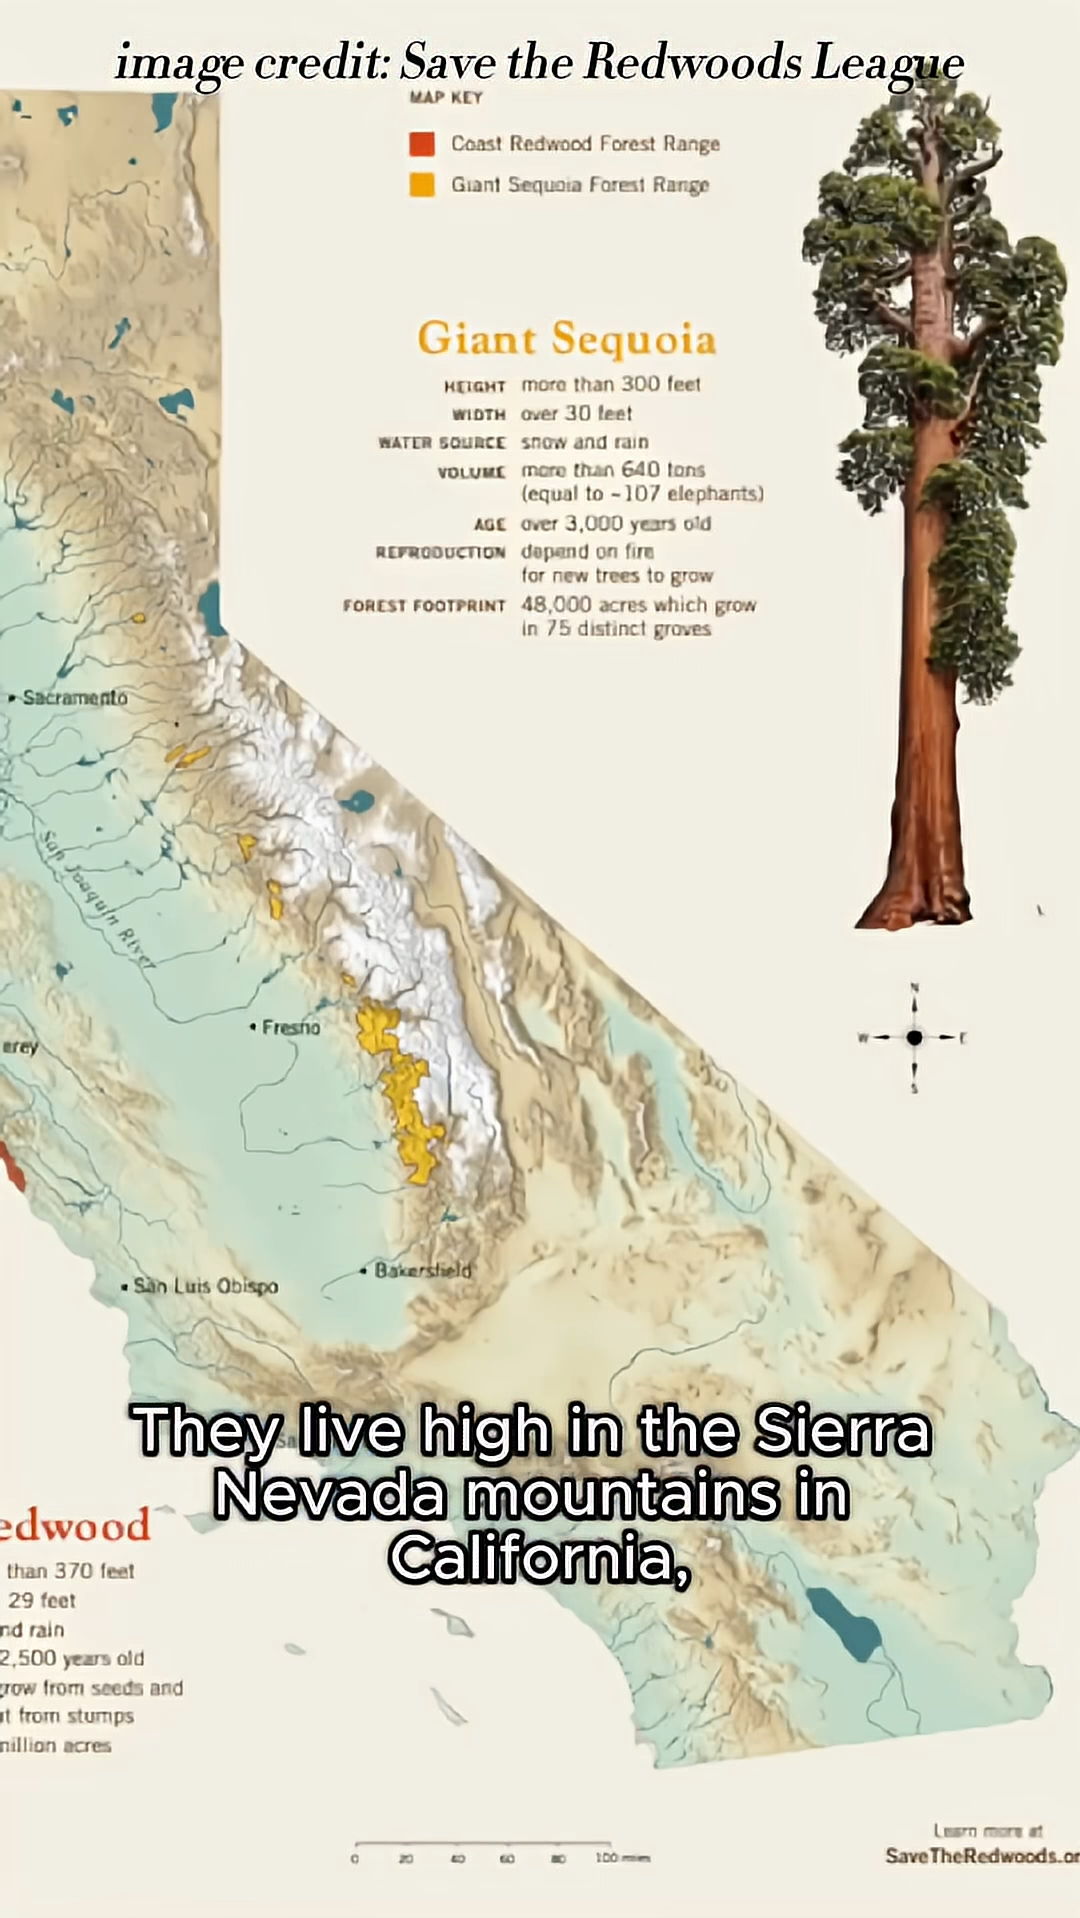 image credit: Save the Redwoods League
MAP KEY
Coast Redwood Forest Range
Giant Sequoia Forest Range
Giant Sequoia
HEIGHT more than 300 feet
WIDTH over 30 feet
WATER SOURCE snow and rain
VOLUME more than 640 tons
(equal to ~107 elephants)
AGE over 3,000 years old
REPRODUCTION depend on fire
for new trees to grow
FOREST FOOTPRINT 48,000 acres which grow
in 75 distinct groves
Sacramento
San Joaquin River
Fresno
erey
N
W E
S
Bakersfield
San Luis Obispo
They live high in the Sierra
Nevada mountains in
California,
edwood
than 370 feet
29 feet
nd rain
2,500 years old
grow from seeds and
ut from stumps
million acres
0 20 40 60 80 100 miles
Learn more at
SaveTheRedwoods.or